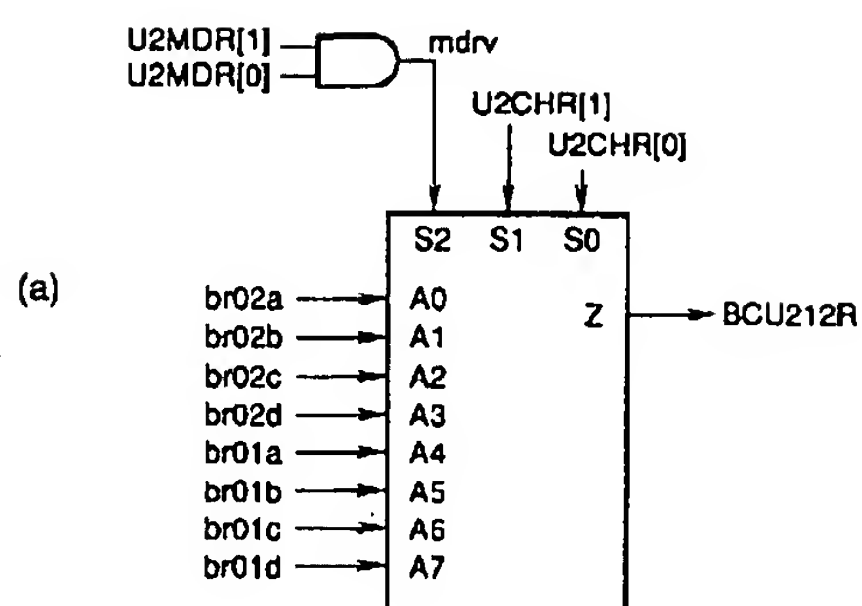 U2MDR[1]
mdrv
U2MDR[0]
U2CHR[1]
U2CHR[0]
S2 S1 S0
(a)
br02a A0
Z BCU212R
br02b A1
br02c A2
br02d A3
br01a A4
br01b A5
br01c A6
br01d A7